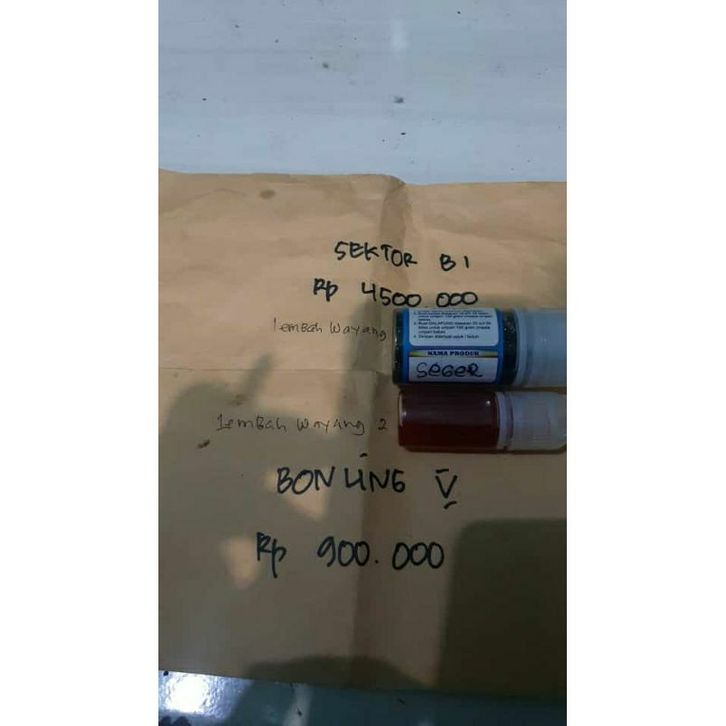 SEKTOR B1
Rp 4500.000
Lembah Wayang
NAMA PRODUK
SEGER
Lembah Wayang 2
BONLING V
Rp 900.000